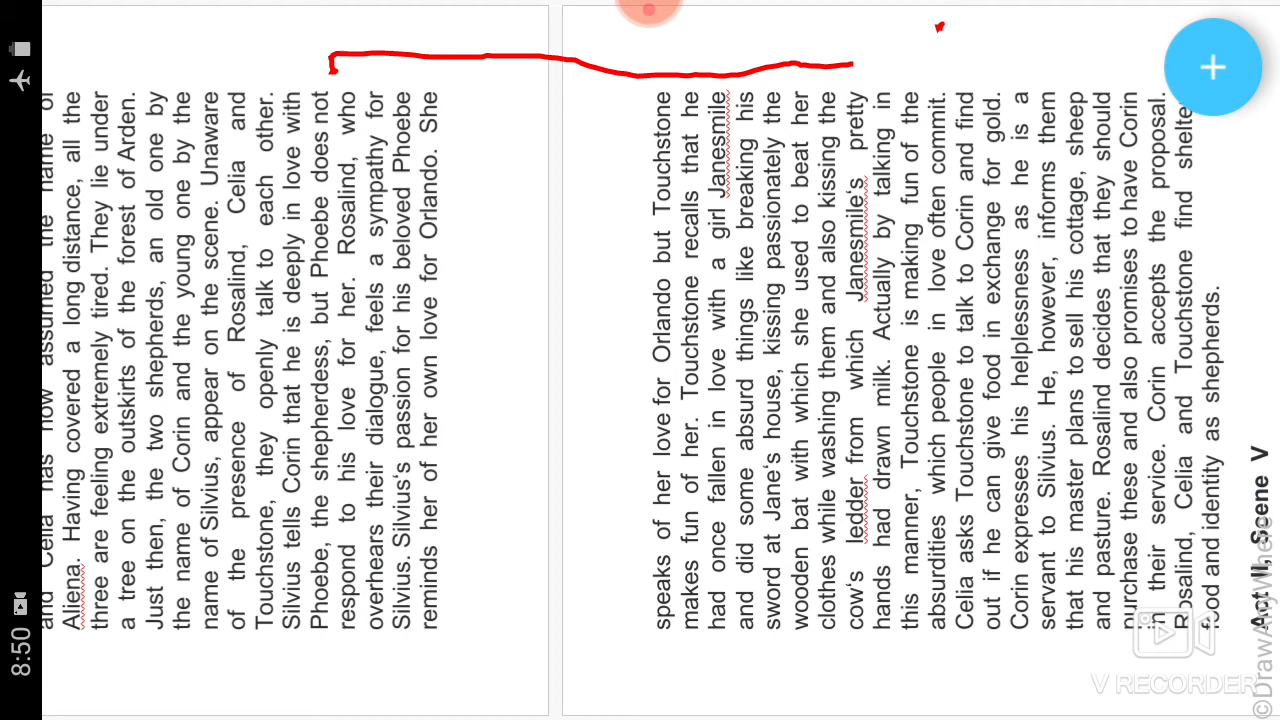 8:50
and Celia has now assumed the name of
Aliena. Having covered a long distance, all the
three are feeling extremely tired. They lie under
a tree on the outskirts of the forest of Arden.
Just then, the two shepherds, an old one by
the name of Corin and the young one by the
name of Silvius, appear on the scene. Unaware
of the presence of Rosalind, Celia and
Touchstone, they openly talk to each other.
Silvius tells Corin that he is deeply in love with
Phoebe, the shepherdess, but Phoebe does not
respond to his love for her. Rosalind, who
overhears their dialogue, feels a sympathy for
Silvius. Silvius's passion for his beloved Phoebe
reminds her of her own love for Orlando. She
speaks of her love for Orlando but Touchstone
makes fun of her. Touchstone recalls that he
had once fallen in love with a girl Janesmile
and did some absurd things like breaking his
sword at Jane's house, kissing passionately the
wooden bat with which she used to beat her
clothes while washing them and also kissing the
cow's ledder from which Janesmile's pretty
hands had drawn milk. Actually by talking in
this manner, Touchstone is making fun of the
absurdities which people in love often commit.
Celia asks Touchstone to talk to Corin and find
out if he can give food in exchange for gold.
Corin expresses his helplessness as he is a
servant to Silvius. He, however, informs them
that his master plans to sell his cottage, sheep
and pasture. Rosalind decides that they should
purchase these and also promises to have Corin
in their service. Corin accepts the proposal.
Rosalind, Celia and Touchstone find shelter
food and identity as shepherds.
Act II, Scene V
V RECORDER
©DrawAnyWhere